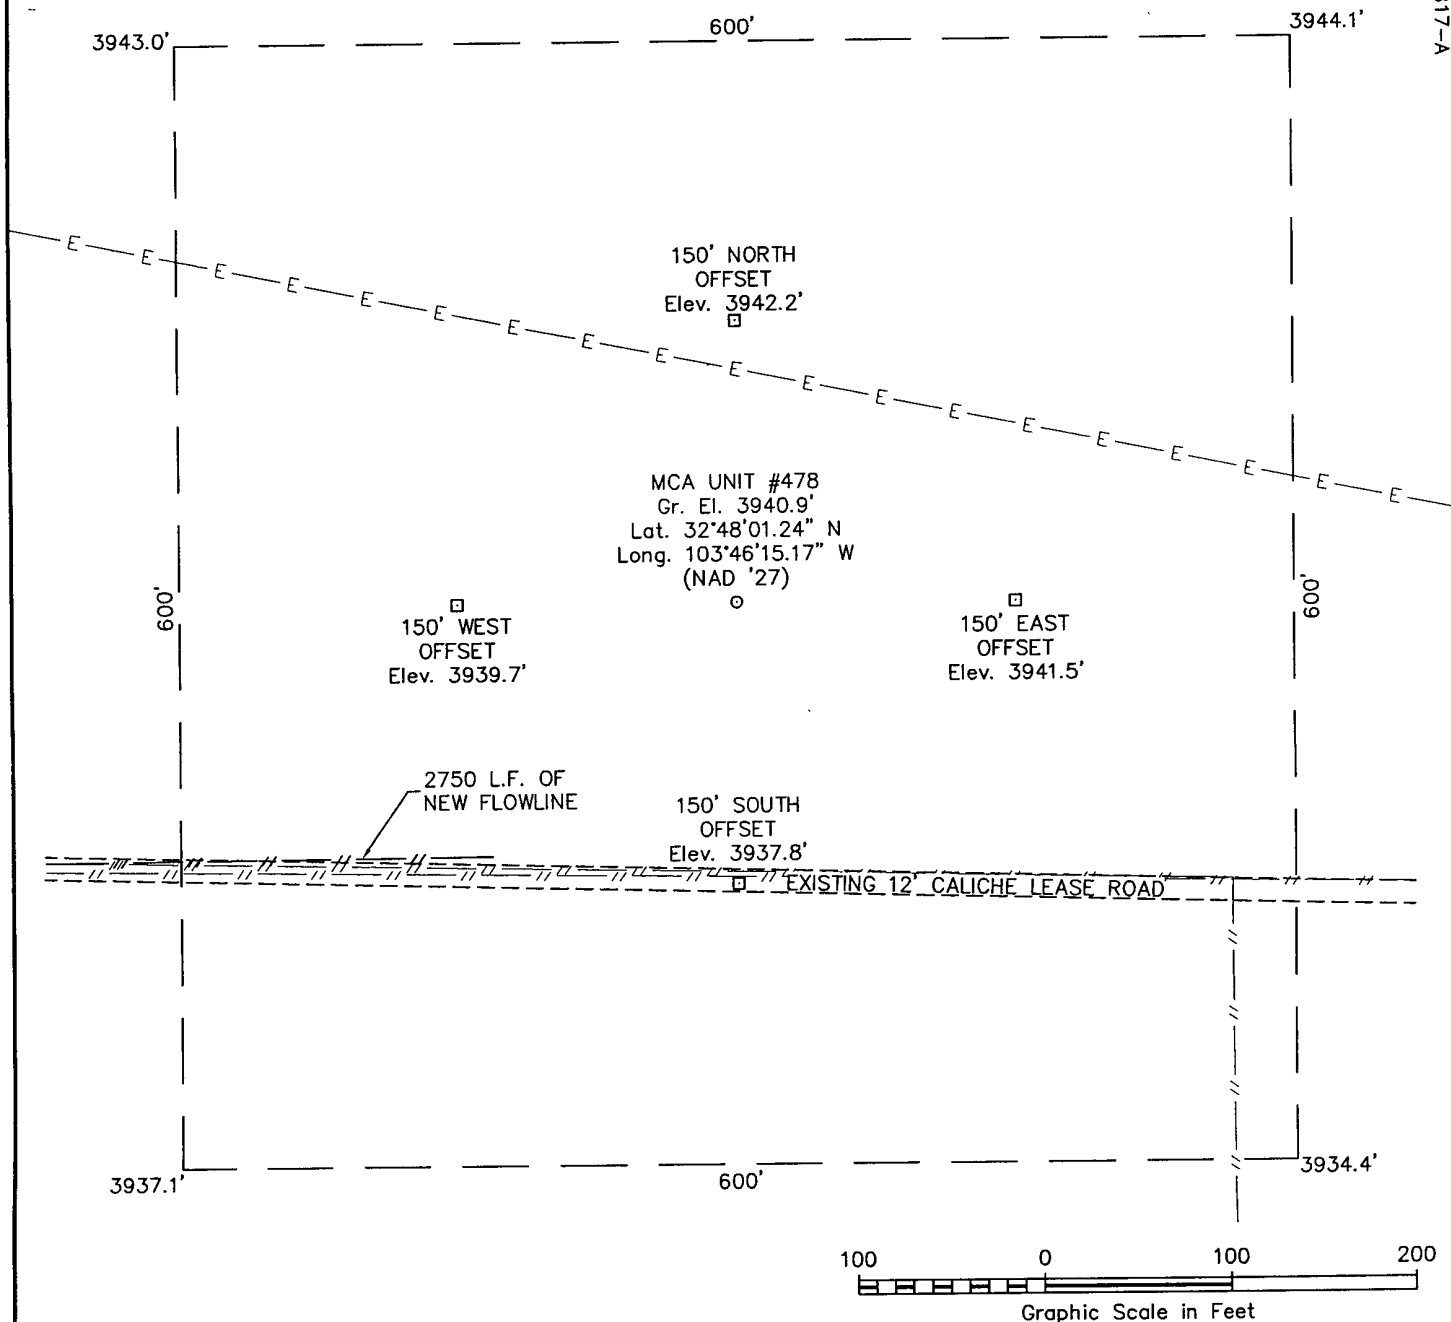 3943.0'
600'
3944.1'
317-A
150' NORTH
OFFSET
Elev. 3942.2'
E E E E E E E E E E E E E E E E E E E
MCA UNIT #478
Gr. El. 3940.9'
Lat. 32°48'01.24" N
Long. 103°46'15.17" W
(NAD '27)
600'
600'
150' WEST
OFFSET
Elev. 3939.7'
150' EAST
OFFSET
Elev. 3941.5'
2750 L.F. OF
NEW FLOWLINE
150' SOUTH
OFFSET
Elev. 3937.8'
EXISTING 12' CALICHE LEASE ROAD
3937.1'
600'
3934.4'
100 0 100 200
Graphic Scale in Feet